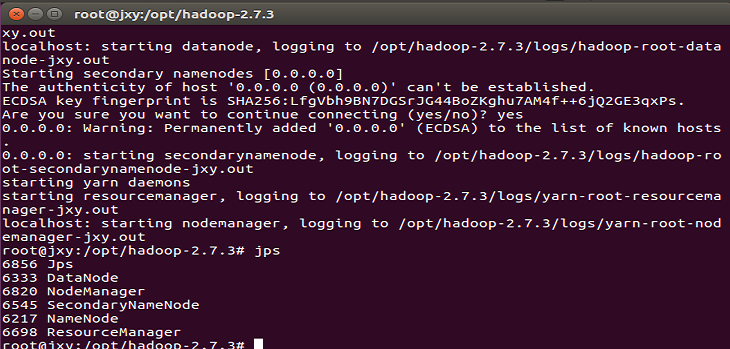 root@jxy: /opt/hadoop-2.7.3
xy.out
localhost: starting datanode, logging to /opt/hadoop-2.7.3/logs/hadoop-root-data
node-jxy.out
Starting secondary namenodes [0.0.0.0]
The authenticity of host '0.0.0.0 (0.0.0.0)' can't be established.
ECDSA key fingerprint is SHA256:LfgVbh9BN7DGSrJG44BoZKghu7AM4f++6jQ2GE3qxPs.
Are you sure you want to continue connecting (yes/no)? yes
0.0.0.0: Warning: Permanently added '0.0.0.0' (ECDSA) to the list of known hosts
.
0.0.0.0: starting secondarynamenode, logging to /opt/hadoop-2.7.3/logs/hadoop-ro
ot-secondarynamenode-jxy.out
starting yarn daemons
starting resourcemanager, logging to /opt/hadoop-2.7.3/logs/yarn-root-resourcema
nager-jxy.out
localhost: starting nodemanager, logging to /opt/hadoop-2.7.3/logs/yarn-root-nod
emanager-jxy.out
root@jxy:/opt/hadoop-2.7.3# jps
6856 Jps
6333 DataNode
6820 NodeManager
6545 SecondaryNameNode
6217 NameNode
6698 ResourceManager
root@jxy:/opt/hadoop-2.7.3#